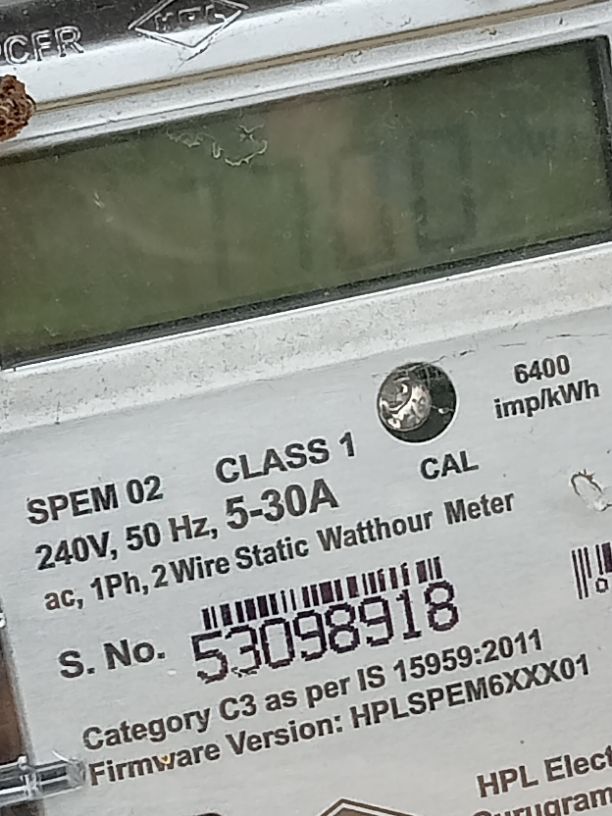 HPL
6400
imp/kWh
SPEM 02 CLASS 1
CAL
240V, 50 Hz, 5-30A
ac, 1Ph, 2 Wire Static Watthour Meter
S. No. 53098918
Category C3 as per IS 15959:2011
Firmware Version: HPLSPEM6XXX01
HPL Elect